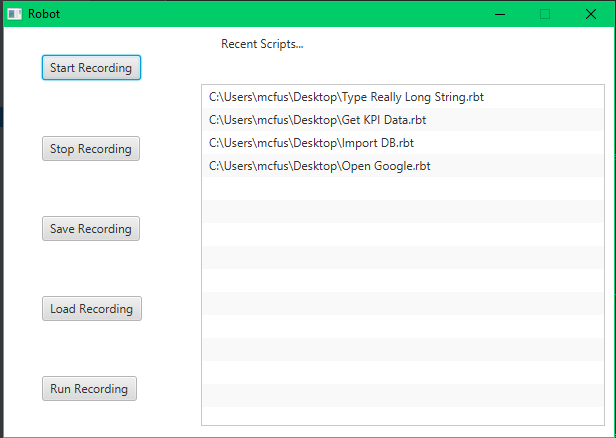 Robot
Recent Scripts...
Start Recording
Stop Recording
Save Recording
Load Recording
Run Recording
C:\Users\mcfus\Desktop\Type Really Long String.rbt
C:\Users\mcfus\Desktop\Get KPI Data.rbt
C:\Users\mcfus\Desktop\Import DB.rbt
C:\Users\mcfus\Desktop\Open Google.rbt